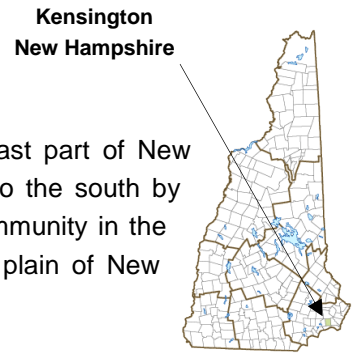 Kensington
New Hampshire
ast part of New
o the south by
mmunity in the
plain of New